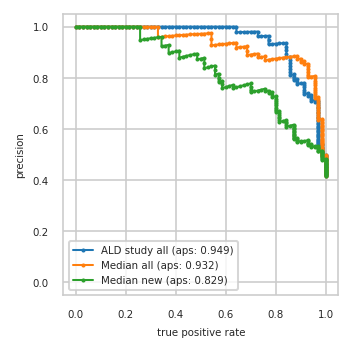 1.0
0.8
0.6
0.4
0.2
0.0
precision
ALD study all (aps: 0.949)
Median all (aps: 0.932)
Median new (aps: 0.829)
0.0 0.2 0.4 0.6 0.8 1.0
true positive rate